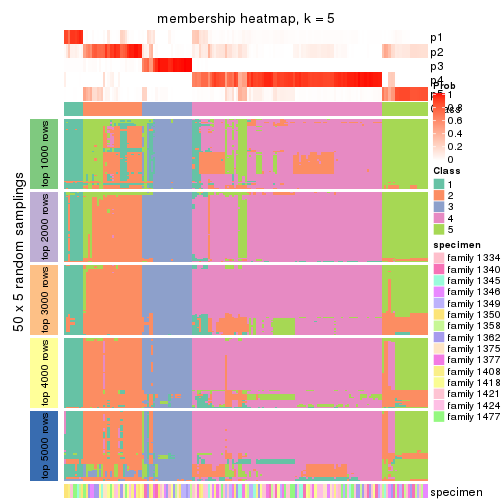 membership heatmap, k = 5
p1
p2
p3
p4
Prob
1
0.8
0.6
0.4
0.2
0
Class
1
2
3
4
5
specimen
family 1334
family 1340
family 1345
family 1346
family 1349
family 1350
family 1358
family 1362
family 1375
family 1377
family 1408
family 1418
family 1421
family 1424
family 1477
50 x 5 random samplings
top 1000 rows
top 2000 rows
top 3000 rows
top 4000 rows
top 5000 rows
specimen